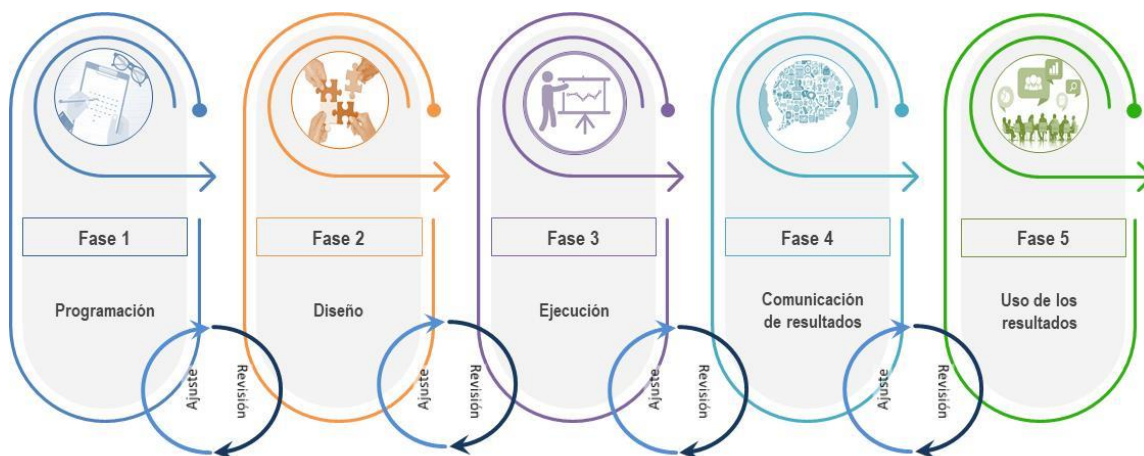 Fase 1
Programación
Fase 2
Diseño
Fase 3
Ejecución
Fase 4
Comunicación
de resultados
Fase 5
Uso de los
resultados
Ajuste
Revisión
Ajuste
Revisión
Ajuste
Revisión
Ajuste
Revisión